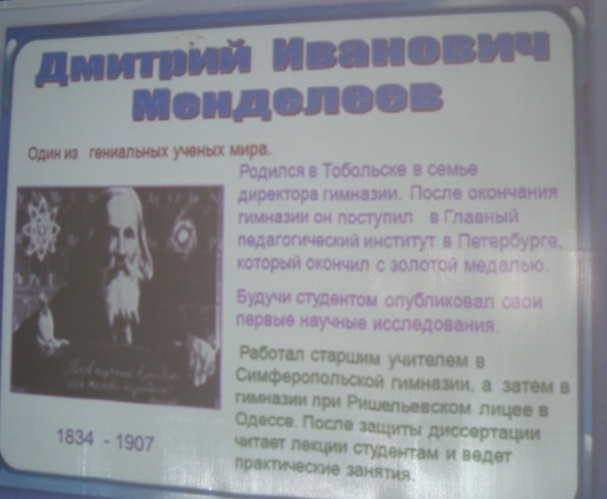 Дмитрий Иванович
Менделеев
Один из гениальных ученых мира.
Родился в Тобольске в семье
директора гимназии. После окончания
гимназии он поступил в Главный
педагогический институт в Петербурге,
который окончил с золотой медалью.
Будучи студентом опубликовал свои
первые научные исследования.
Работал старшим учителем в
Симферопольской гимназии, а затем в
гимназии при Ришельевском лицее в
Одессе. После защиты диссертации
читает лекции студентам и ведет
практические занятия.
1834 - 1907